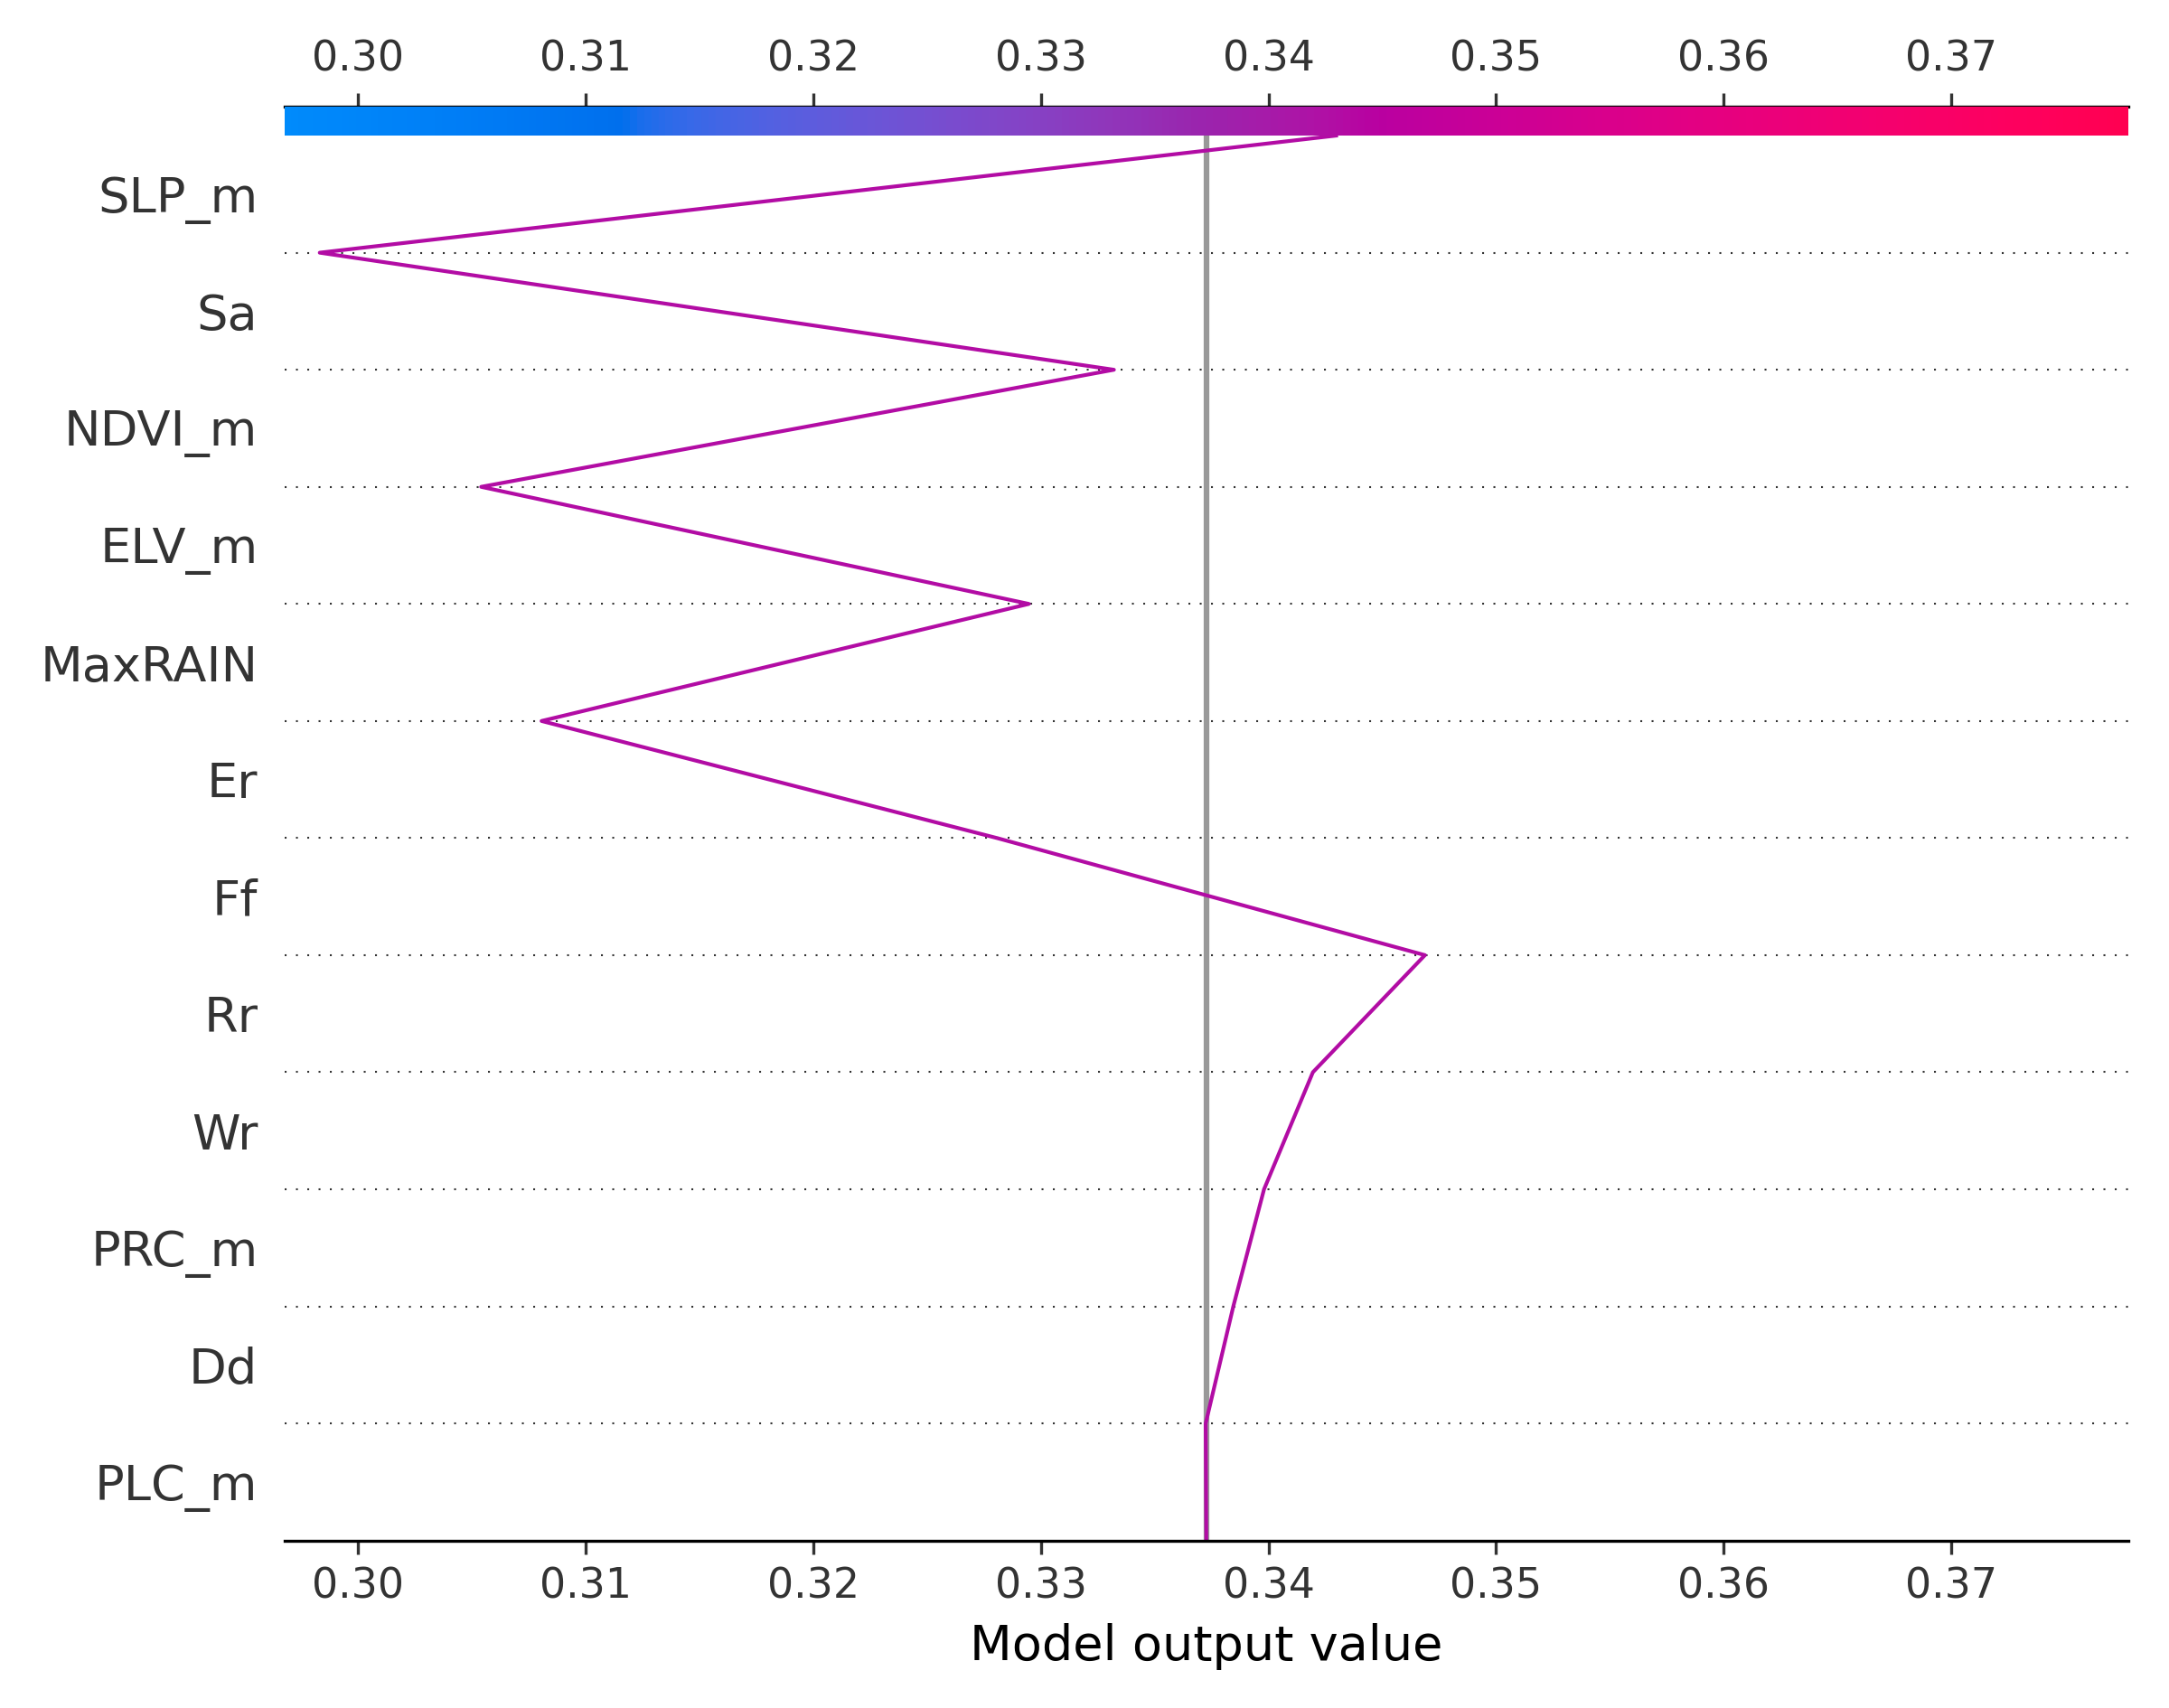 0.30 0.31 0.32 0.33 0.34 0.35 0.36 0.37
SLP_m
Sa
NDVI_m
ELV_m
MaxRAIN
Er
Ff
Rr
Wr
PRC_m
Dd
PLC_m
0.30 0.31 0.32 0.33 0.34 0.35 0.36 0.37
Model output value